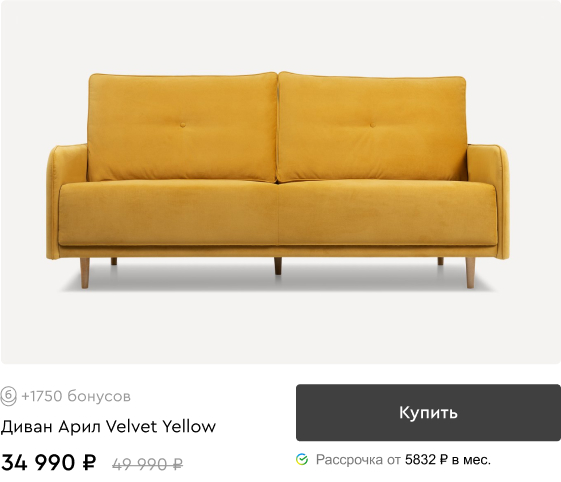 +1750 бонусов
Диван Арил Velvet Yellow
34 990 ₽ 49 990 ₽
Купить
Рассрочка от 5832 ₽ в мес.